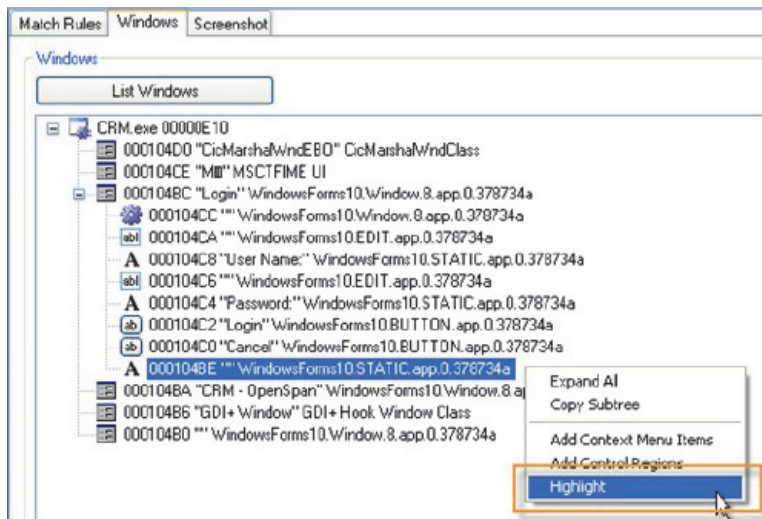 Match Rules Windows Screenshot
Windows
List Windows
CRM.exe 00000E10
000104D0 "CicMarshalWndEBO" CicMarshalWndClass
000104CE MSCTFIME UI
000104BC "Login" WindowsForms10.Window.8.app.0.378734a
000104CC "" WindowsForms10.Window.8.app.0.378734a
abl 000104CA "" WindowsForms10.EDIT.app.0.378734a
A 000104C8 "User Name:" WindowsForms10.STATIC.app.0.378734a
abl 000104C6 "" WindowsForms10.EDIT.app.0.378734a
A 000104C4 "Password:" WindowsForms10.STATIC.app.0.378734a
ab 000104C2 "Login" WindowsForms10.BUTTON.app.0.378734a
ab 000104C0 "Cancel" WindowsForms10.BUTTON.app.0.378734a
A 000104BE "" WindowsForms10.STATIC.app.0.378734a
000104BA "CRM - OpenSpan" WindowsForms10.Window.8.ap
000104B6 "GDI+ Window" GDI+ Hook Window Class
000104B0 "" WindowsForms10.Window.8.app.0.378734a
Expand All
Copy Subtree
Add Context Menu Items
Add Control Regions
Highlight